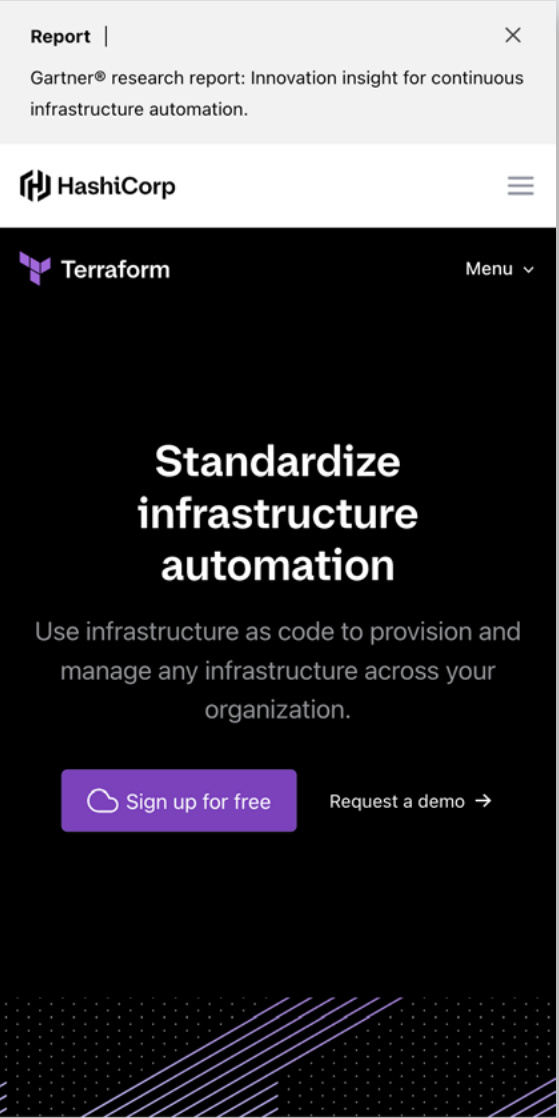 Report |
Gartner® research report: Innovation insight for continuous
infrastructure automation.
HashiCorp
Terraform
Menu
Standardize
infrastructure
automation
Use infrastructure as code to provision and
manage any infrastructure across your
organization.
Sign up for free
Request a demo →